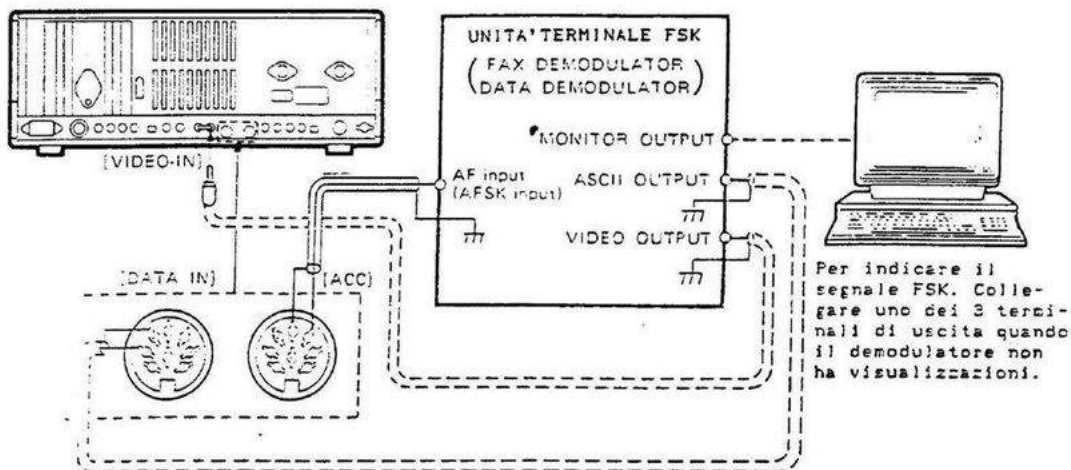 UNITA' TERMINALE FSK
(FAX DEMODULATOR
DATA DEMODULATOR)
MONITOR OUTPUT
[VIDEO-IN]
AF input
(AFSK input)
ASCII OUTPUT
VIDEO OUTPUT
[DATA IN]
[ACC]
Per indicare il
segnale FSK. Colle-
gare uno dei 3 termi-
nali di uscita quando
il demodulatore non
ha visualizzazioni.